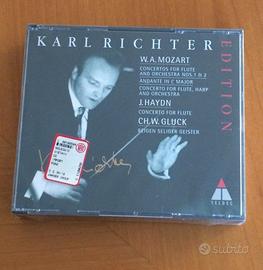 KARL RICHTER
EDITION
W.A.MOZART
CONCERTOS FOR FLUTE
AND ORCHESTRA NOS.1 & 2
ANDANTE IN C MAJOR
CONCERTO FOR FLUTE, HARP
AND ORCHESTRA
J.HAYDN
CONCERTO FOR FLUTE
CH.W.GLUCK
REIGEN SELIGER GEISTER
TELDEC
subito